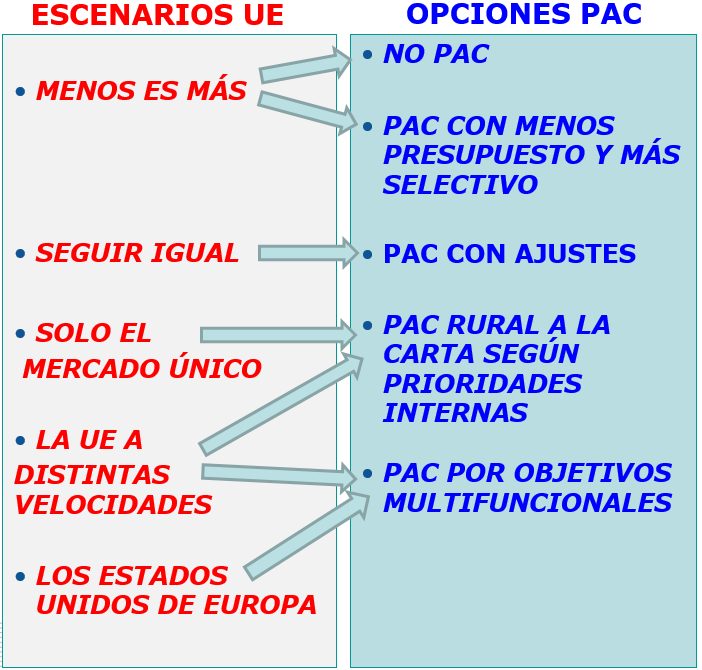 ESCENARIOS UE
• MENOS ES MÁS
• SEGUIR IGUAL
• SOLO EL
MERCADO ÚNICO
• LA UE A
DISTINTAS
VELOCIDADES
• LOS ESTADOS
UNIDOS DE EUROPA
OPCIONES PAC
• NO PAC
• PAC CON MENOS
PRESUPUESTO Y MÁS
SELECTIVO
• PAC CON AJUSTES
• PAC RURAL A LA
CARTA SEGÚN
PRIORIDADES
INTERNAS
• PAC POR OBJETIVOS
MULTIFUNCIONALES